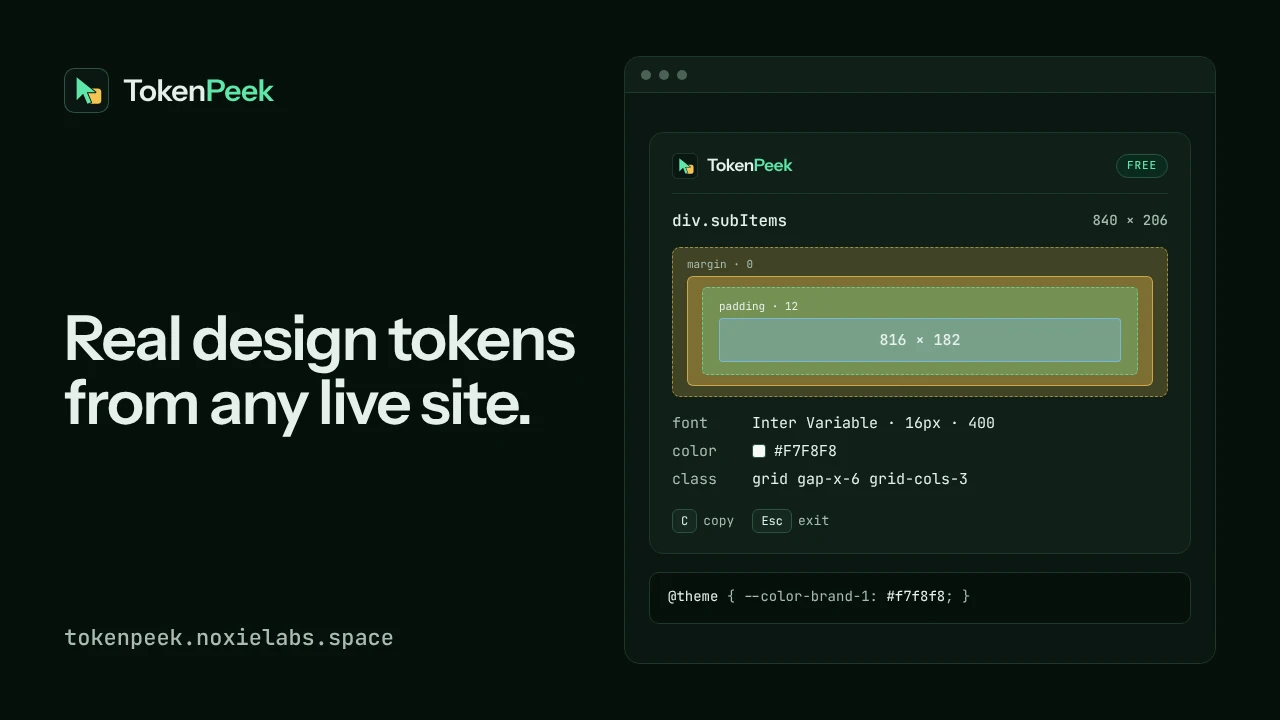 TokenPeek
Real design tokens
from any live site.
tokenpeek.noxielabs.space
TokenPeek
FREE
div.subItems
840 × 206
margin · 0
padding · 12
816 × 182
font Inter Variable · 16px · 400
color #F7F8F8
class grid gap-x-6 grid-cols-3
C copy Esc exit
@theme { --color-brand-1: #f7f8f8; }